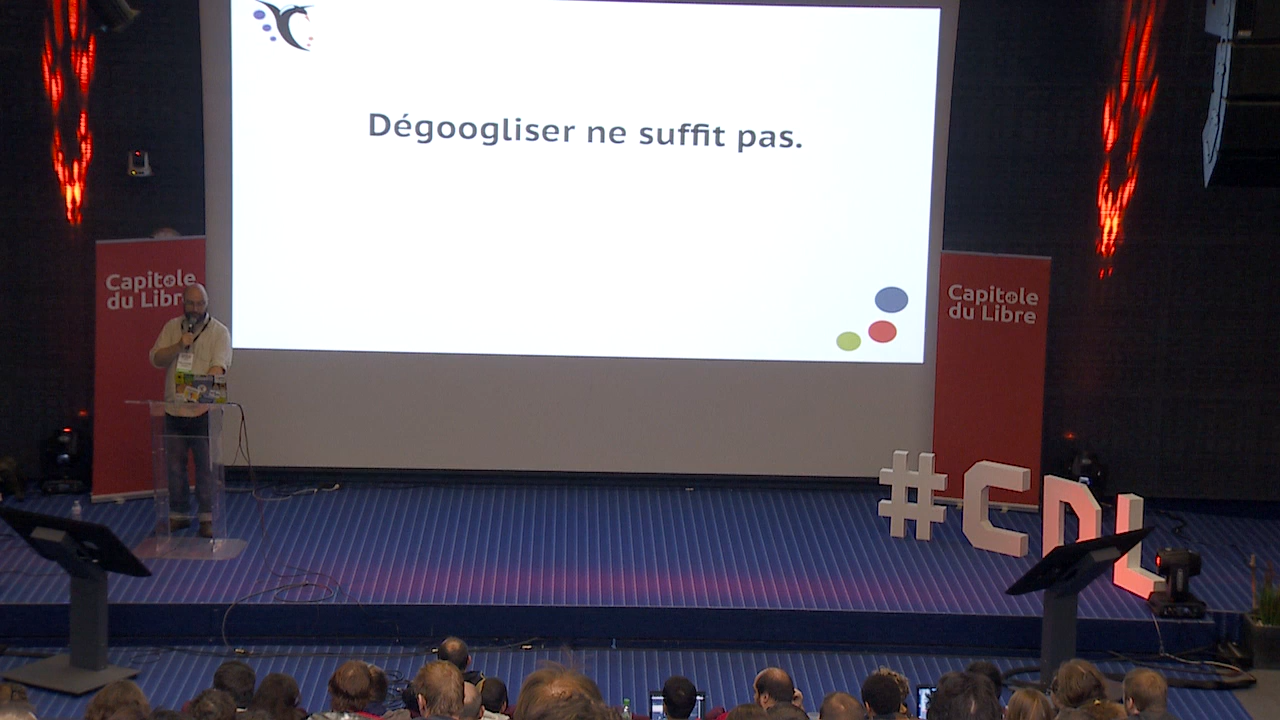 Dégoogliser ne suffit pas.
Capitole
du Libre
Capitole
du Libre
#CDL